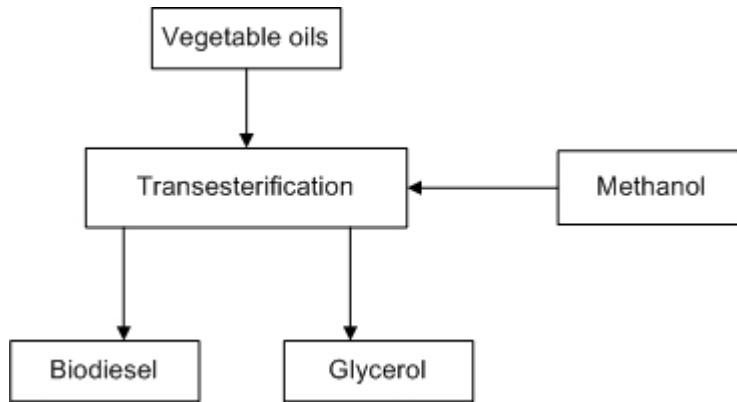 Vegetable oils
Transesterification
Methanol
Biodiesel
Glycerol